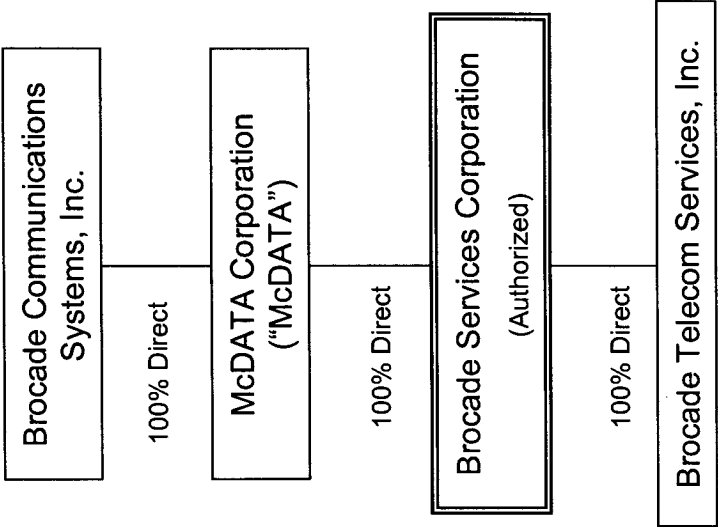 Brocade Communications
Systems, Inc.
100% Direct
McDATA Corporation
(“McDATA”)
100% Direct
Brocade Services Corporation
(Authorized)
100% Direct
Brocade Telecom Services, Inc.